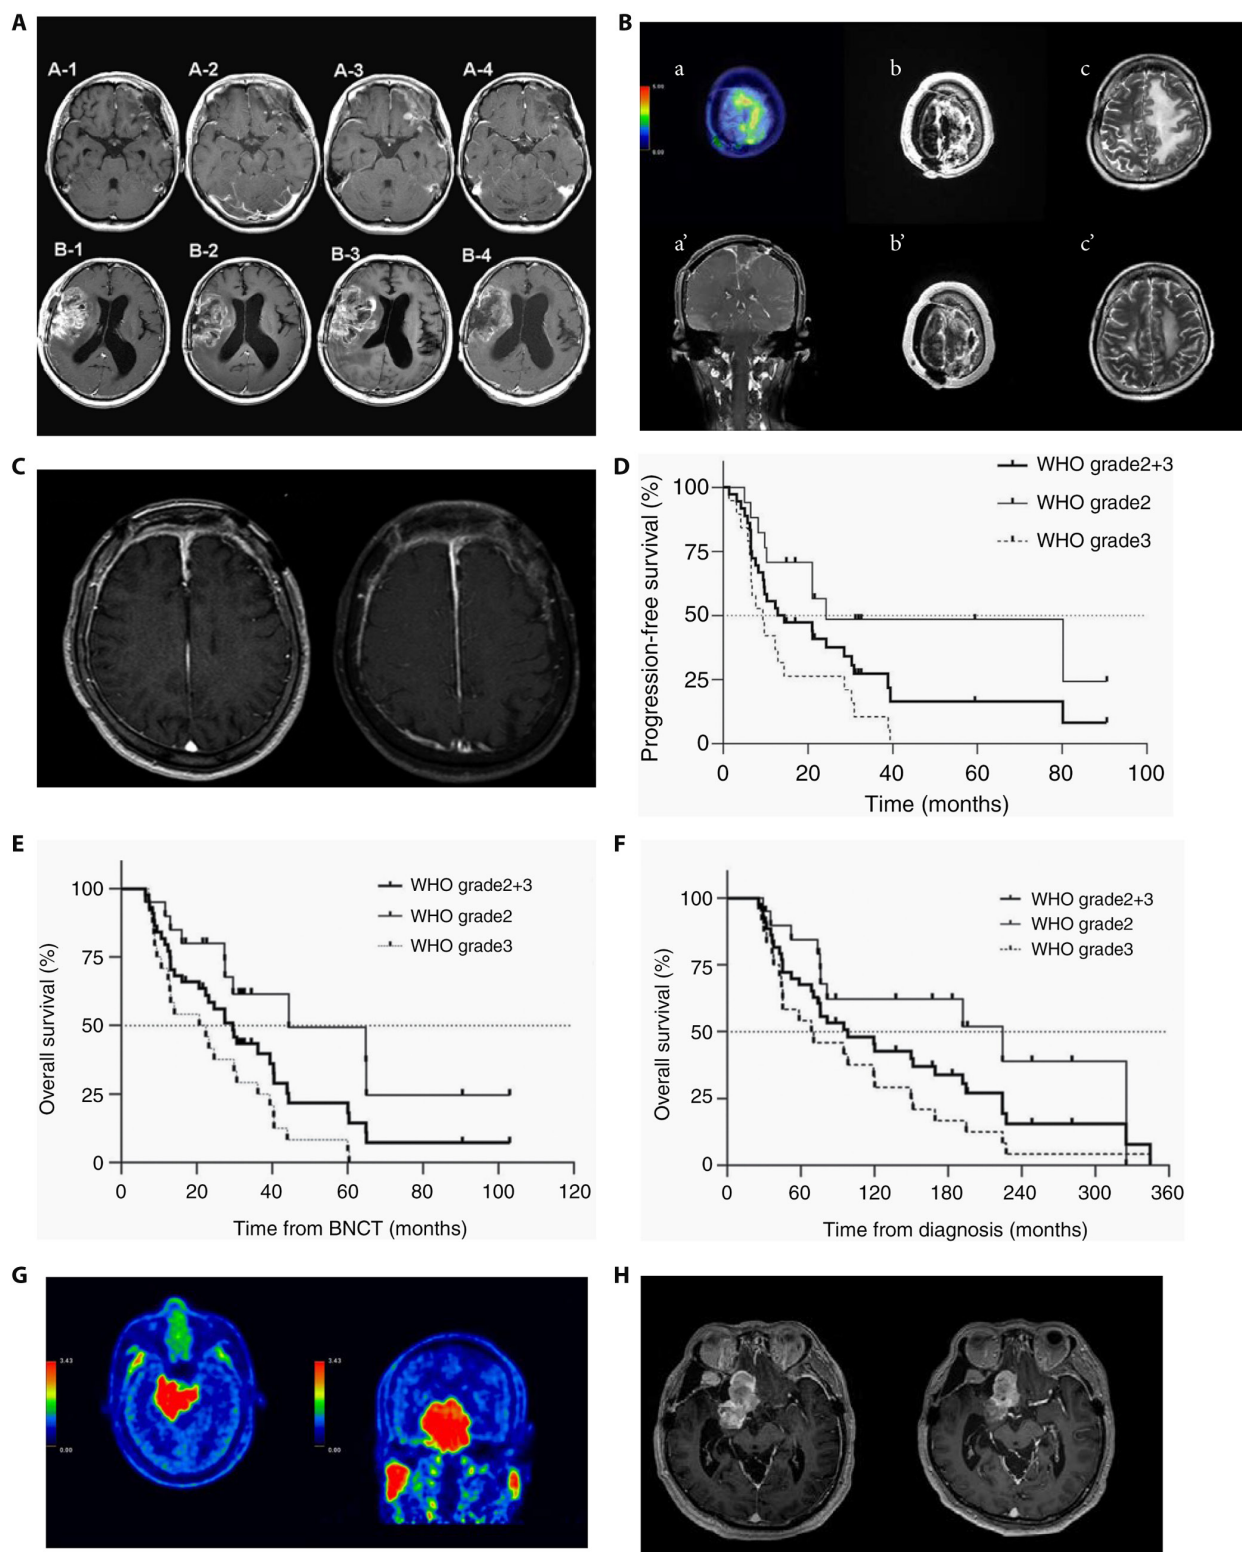 A
A-1 A-2 A-3 A-4
B-1 B-2 B-3 B-4
B
a b c
a’ b’ c’
C
D
WHO grade2+3
WHO grade2
WHO grade3
Progression-free survival (%)
100
75
50
25
0
0 20 40 60 80 100
Time (months)
E
WHO grade2+3
WHO grade2
WHO grade3
Overall survival (%)
100
75
50
25
0
0 20 40 60 80 100 120
Time from BNCT (months)
F
WHO grade2+3
WHO grade2
WHO grade3
Overall survival (%)
100
75
50
25
0
0 60 120 180 240 300 360
Time from diagnosis (months)
G
3.43 3.43
0.00 0.00
H